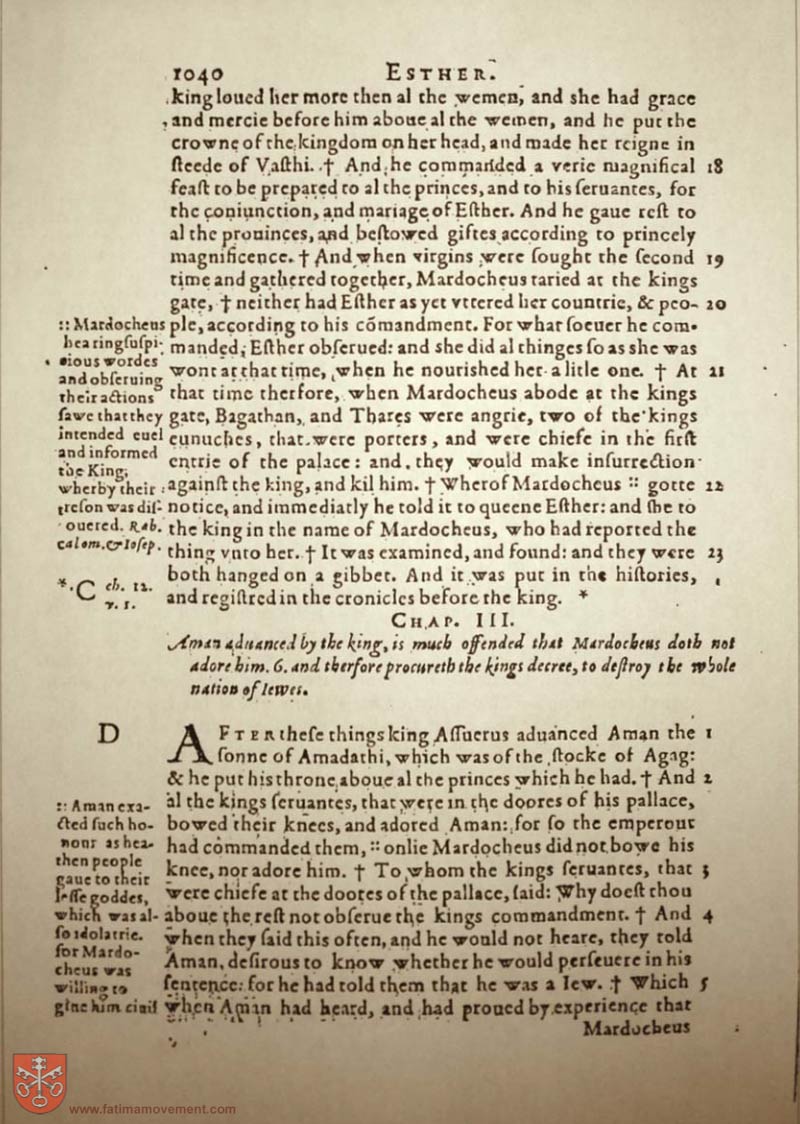 1040 ESTHER.
king loued her more then al the wemen, and she had grace
and mercie before him aboue al the wemen, and he put the
crowne of the kingdom on her head, and made her reigne in
ſteede of Vaſthi. † And he commanded a verie magnifical 18
feaſt to be prepared to al the princes, and to his ſeruantes, for
the coniunction, and mariage of Eſther. And he gaue reſt to
al the prouinces, and beſtowed giftes according to princely
magnificence. † And when virgins were ſought the ſecond 19
time and gathered together, Mardocheus taried at the kings
gate, † neither had Eſther as yet vttered her countrie, & peo- 20
ple, according to his cõmandment. For whatſoeuer he com-
manded, Eſther obſerued: and she did al thinges ſo as she was
wont at that time, when he nourished her a litle one. † At 21
that time therfore, when Mardocheus abode at the kings
gate, Bagathan, and Thares were angrie, two of the kings
eunuches, that were porters, and were chiefe in the firſt
entrie of the palace: and they would make inſurrection
againſt the king, and kil him. † Wherof Mardocheus :: gotte 22
notice, and immediatly he told it to queene Eſther: and she to
the king in the name of Mardocheus, who had reported the
thing vnto her. † It was examined, and found: and they were 23
both hanged on a gibbet. And it was put in the hiſtories,
and regiſtred in the cronicles before the king. *
:: Mardocheus
hearing ſuſpi-
cious wordes
and obſeruing
their actions
ſawe that they
intended euel
and informed
the King;
wherby their
treſon was diſ-
couered. Rab.
calom. & Ioſep.
*. C ch. 12.
v. 1.
CHAP. III.
Aman aduanced by the king, is much offended that Mardocheus doth not
adore him. 6. and therfore procureth the kings decree, to deſtroy the whole
nation of Iewes.
D
AFTER theſe things king Aſſuerus aduanced Aman the 1
ſonne of Amadathi, which was of the ſtocke of Agag:
& he put his throne aboue al the princes which he had. † And 2
al the kings ſeruantes, that were in the doores of his pallace,
bowed their knees, and adored Aman: for ſo the emperour
had cõmanded them, :: onlie Mardocheus did not bowe his
knee, nor adore him. † To whom the kings ſeruantes, that 3
were chiefe at the doores of the pallace, ſaid: Why doeſt thou
aboue the reſt not obſerue the kings commandment. † And 4
when they ſaid this often, and he would not heare, they told
Aman, deſirous to know whether he would perſeuere in his
ſentence: for he had told them that he was a Iew. † Which 5
when Aman had heard, and had proued by experience that
Mardocheus
:: Aman exa-
cted ſuch ho-
nour as hea-
then people
gaue to their
leſſe goddes,
which was al-
ſo idolatrie.
for Mardo-
cheus was
willing to
giue him ciuil
www.fatimamovement.com